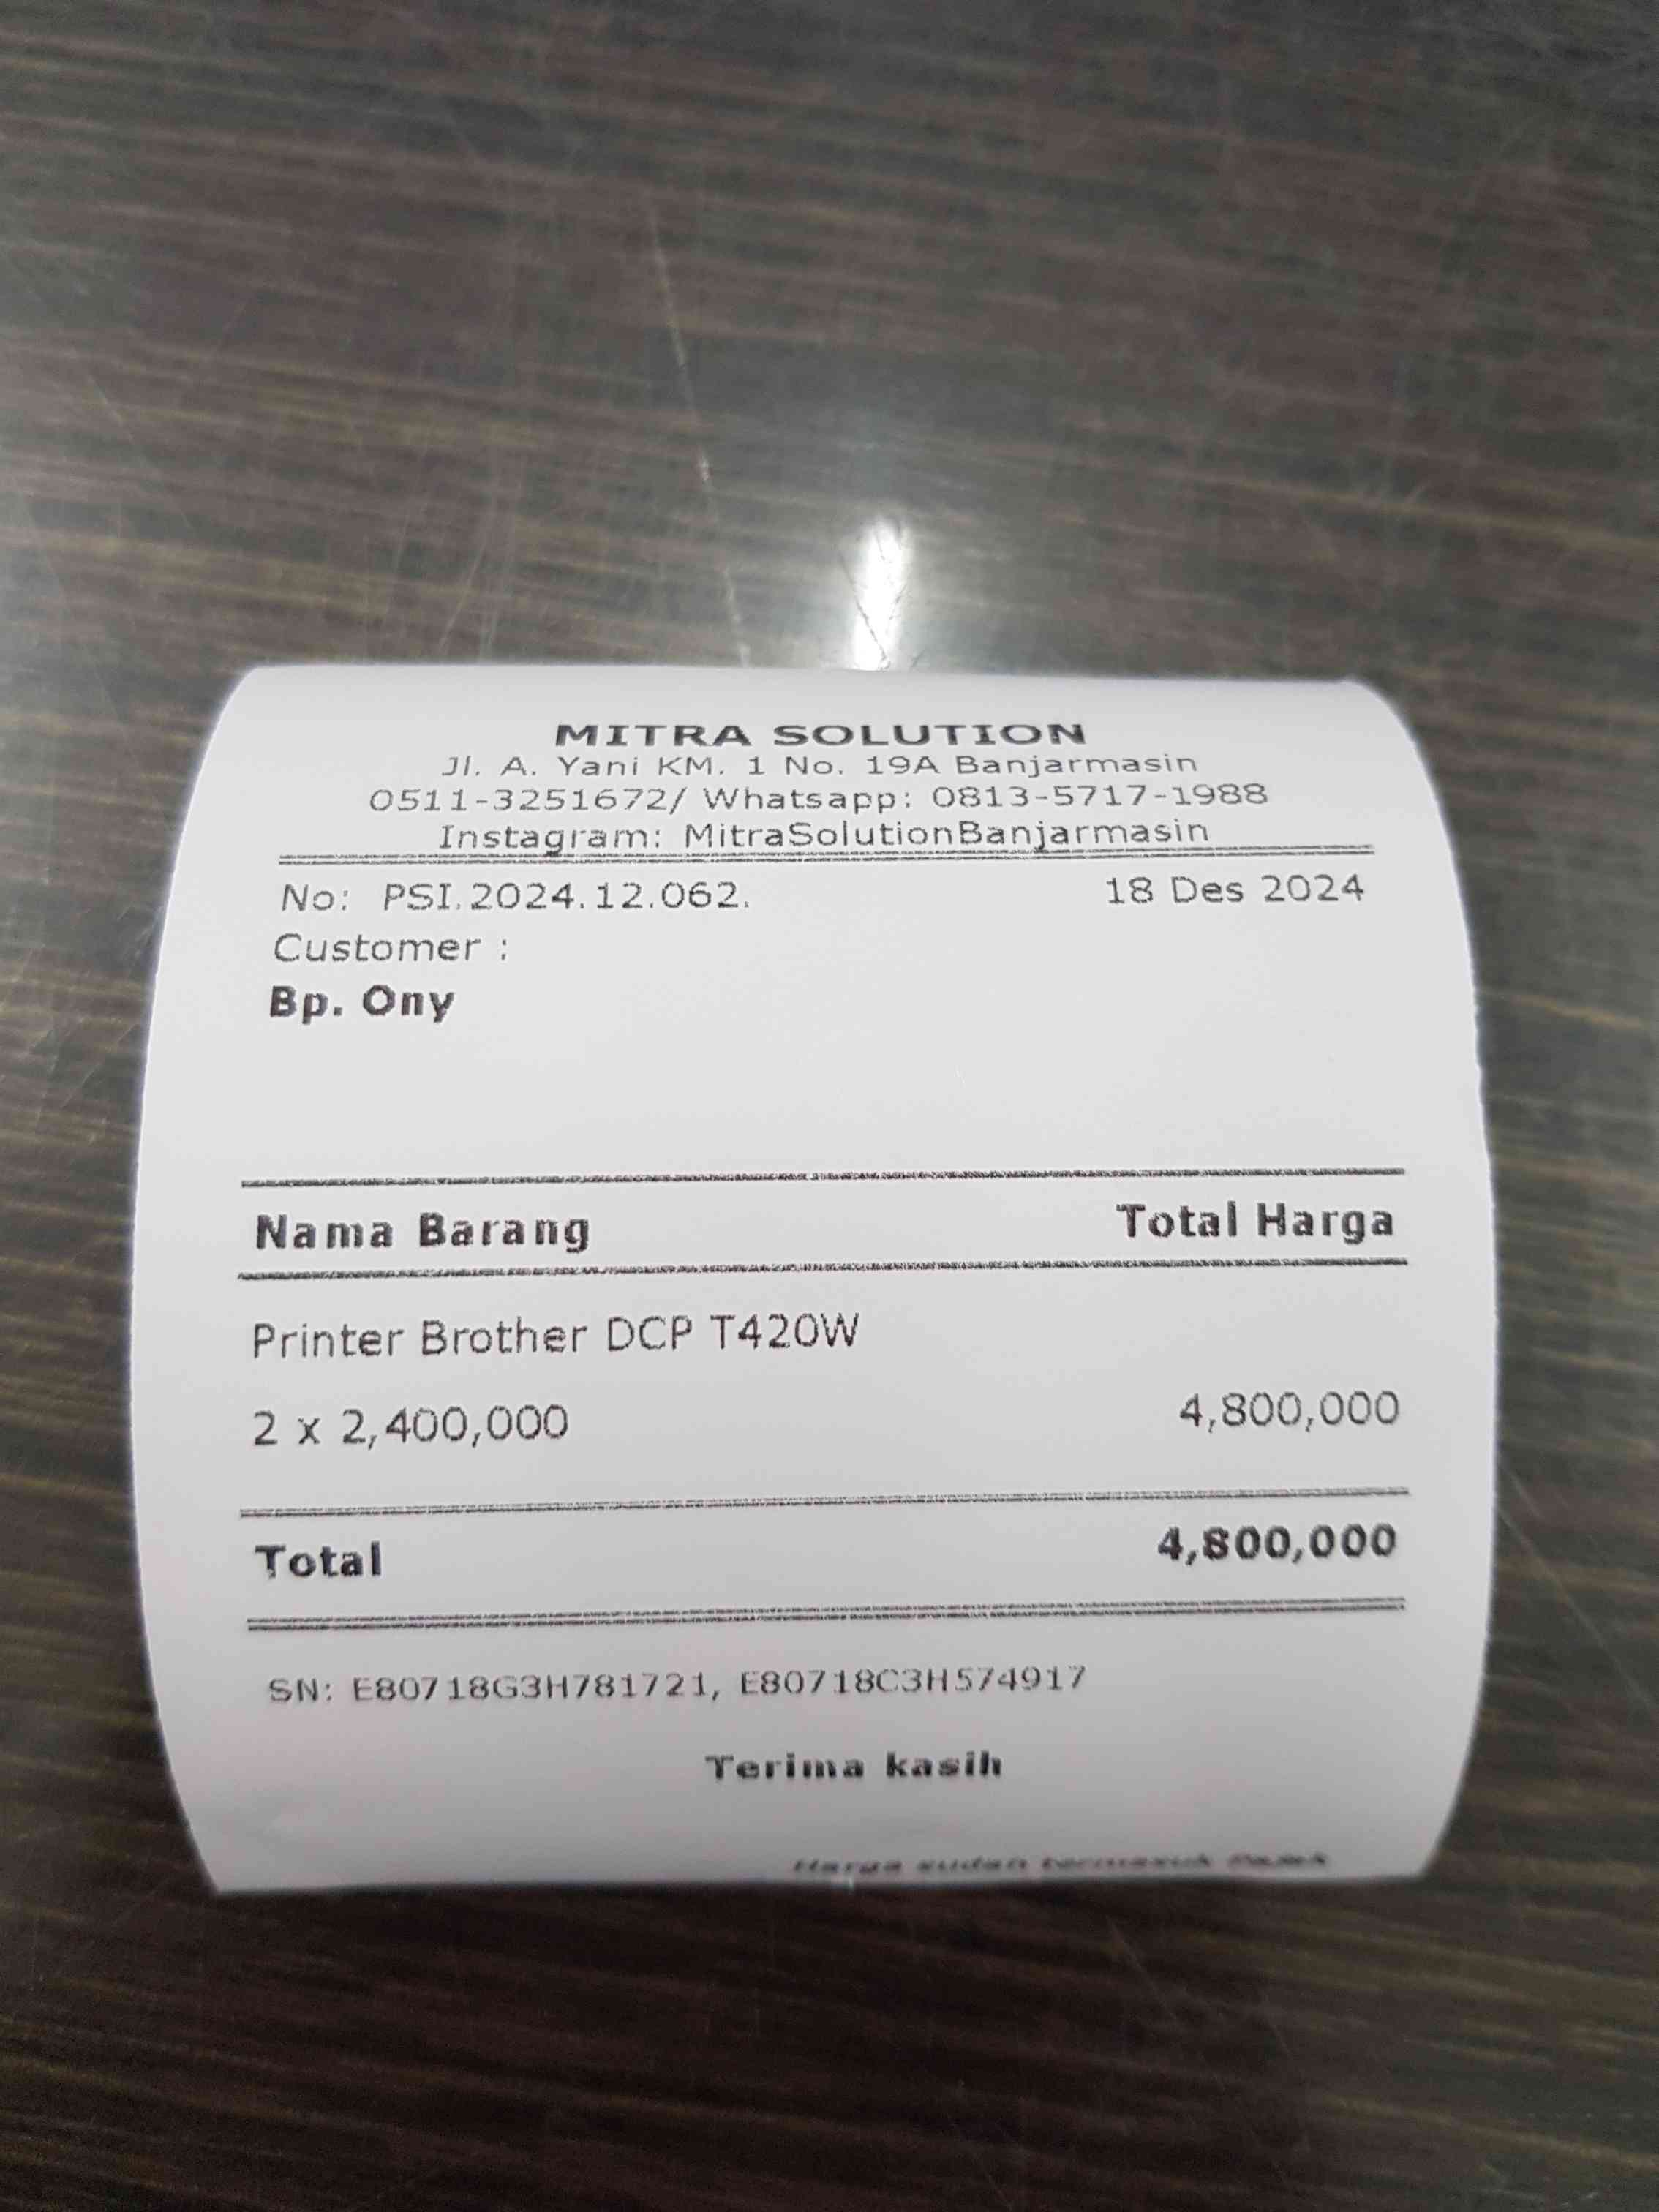 MITRA SOLUTION
Jl. A. Yani KM. 1 No. 19A Banjarmasin
0511-3251672/ Whatsapp: 0813-5717-1988
Instagram: MitraSolutionBanjarmasin
No: PSI.2024.12.062. 18 Des 2024
Customer :
Bp. Ony
Nama Barang Total Harga
Printer Brother DCP T420W
2 x 2,400,000 4,800,000
Total 4,800,000
SN: E80718G3H781721, E80718C3H574917
Terima kasih
Harga sudah termasuk Pajak